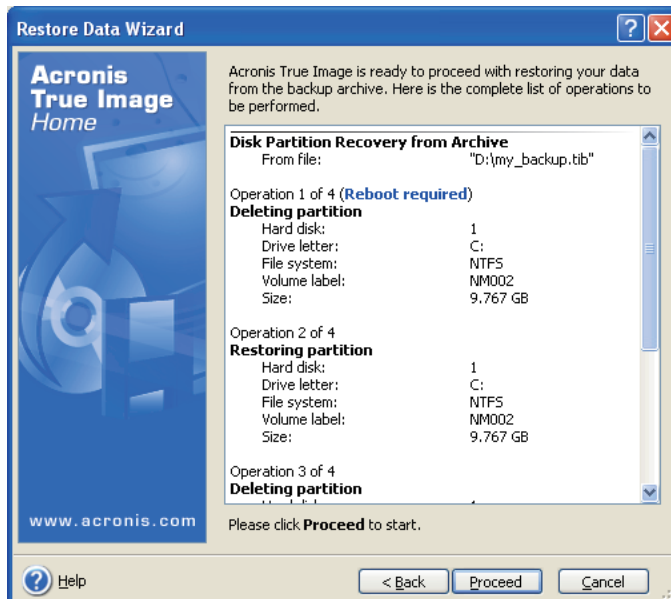 Restore Data Wizard
Acronis
True Image
Home
www.acronis.com
Acronis True Image is ready to proceed with restoring your data
from the backup archive. Here is the complete list of operations to
be performed.
Disk Partition Recovery from Archive
From file: "D:\my_backup.tib"
Operation 1 of 4 (Reboot required)
Deleting partition
Hard disk: 1
Drive letter: C:
File system: NTFS
Volume label: NM002
Size: 9.767 GB
Operation 2 of 4
Restoring partition
Hard disk: 1
Drive letter: C:
File system: NTFS
Volume label: NM002
Size: 9.767 GB
Operation 3 of 4
Deleting partition
Please click Proceed to start.
? Help
< Back
Proceed
Cancel